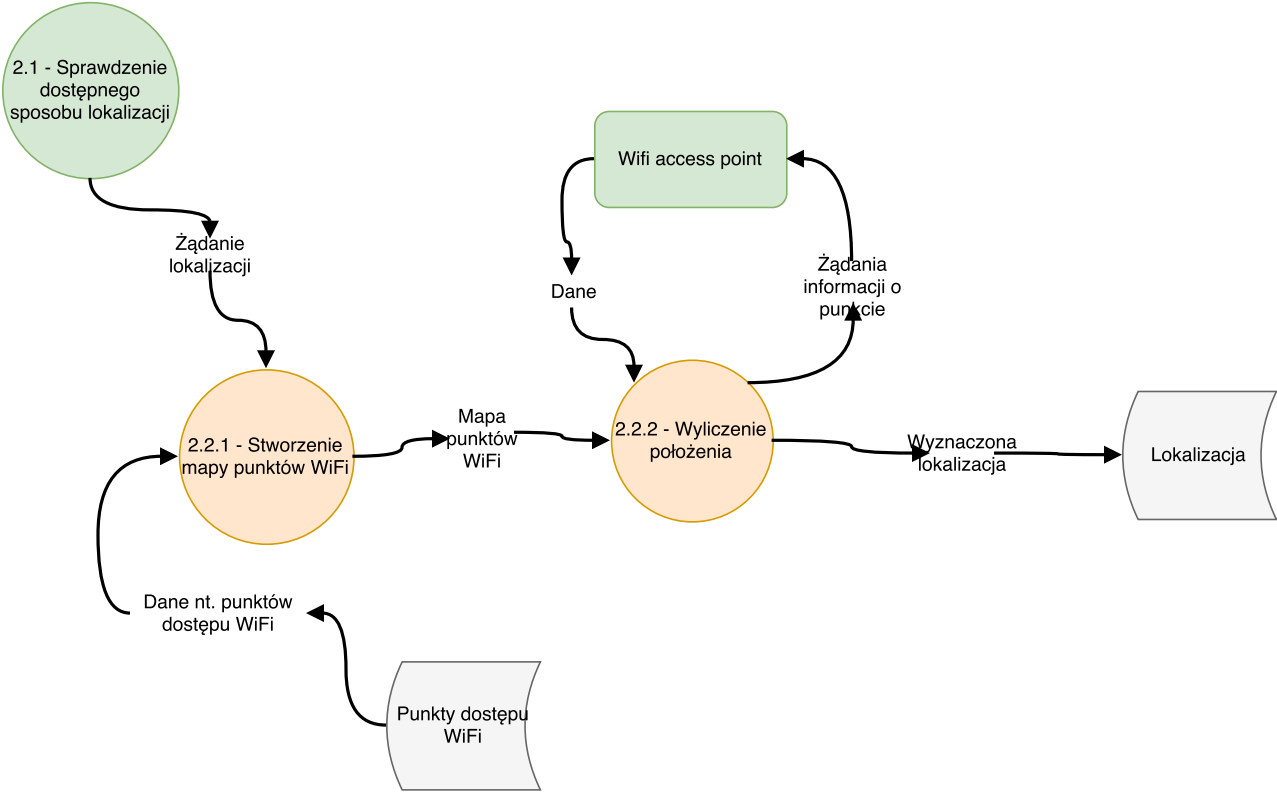 2.1 - Sprawdzenie
dostępnego
sposobu lokalizacji
Wifi access point
Żądanie
lokalizacji
Dane
Żądania
informacji o
punkcie
2.2.1 - Stworzenie
mapy punktów WiFi
Mapa
punktów
WiFi
2.2.2 - Wyliczenie
położenia
Wyznaczona
lokalizacja
Lokalizacja
Dane nt. punktów
dostępu WiFi
Punkty dostępu
WiFi